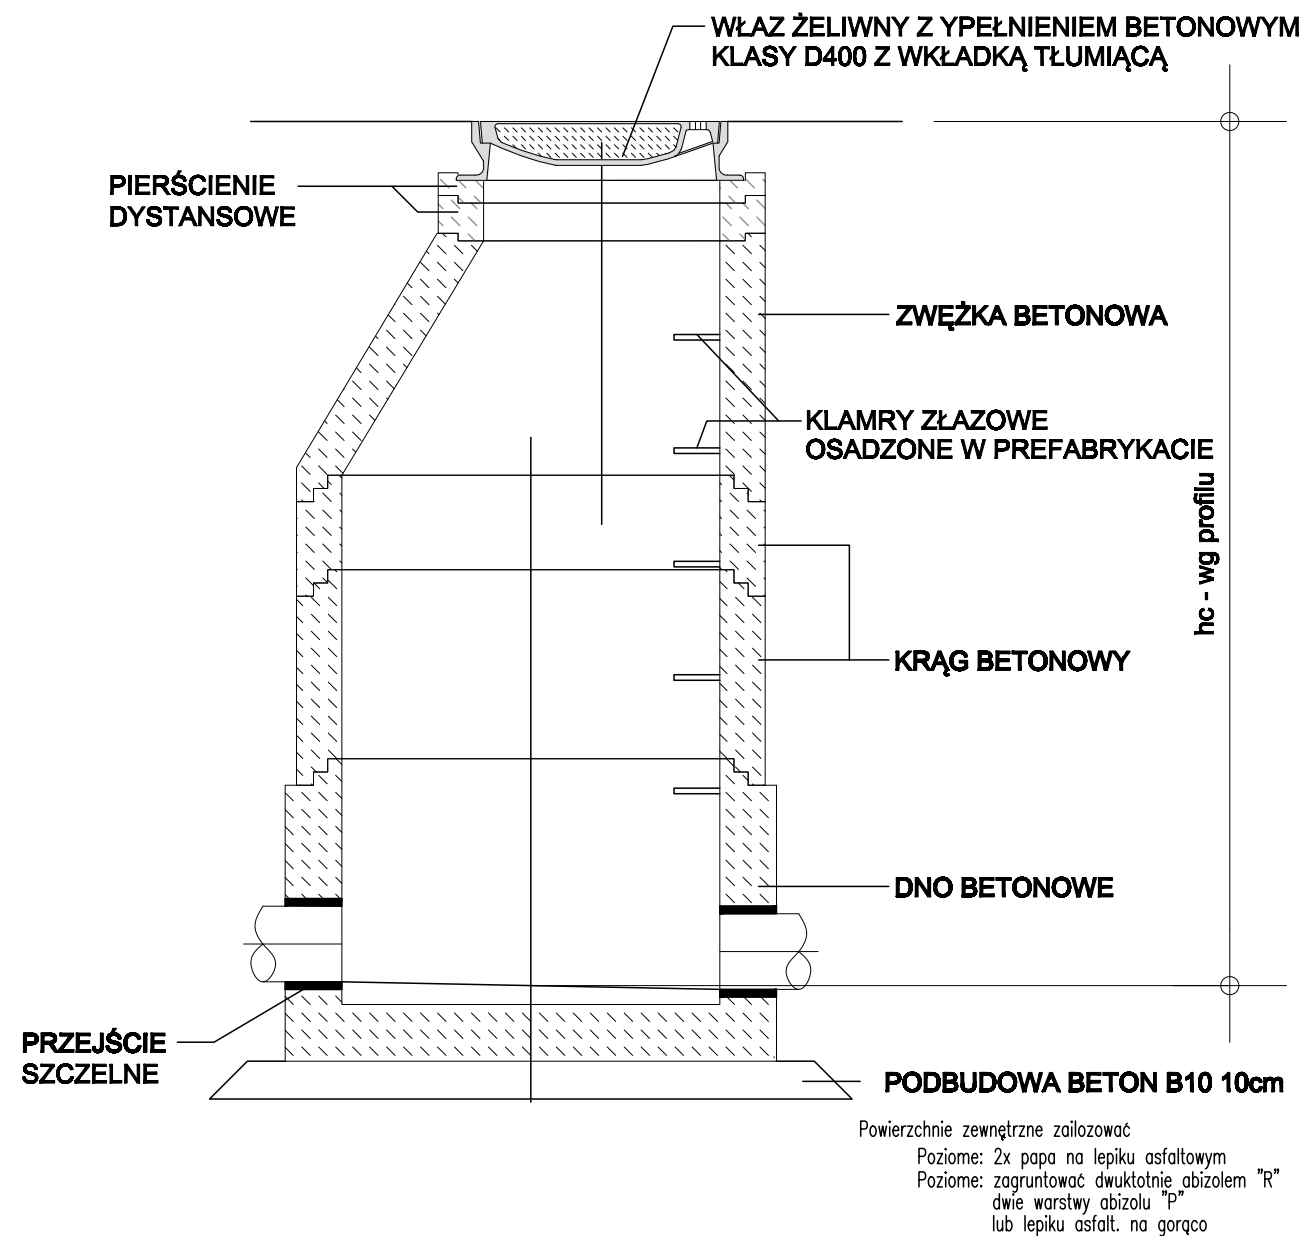 WŁAZ ŻELIWNY Z YPEŁNIENIEM BETONOWYM
KLASY D400 Z WKŁADKĄ TŁUMIĄCĄ
PIERŚCIENIE
DYSTANSOWE
ZWĘŻKA BETONOWA
KLAMRY ZŁAZOWE
OSADZONE W PREFABRYKACIE
hc - wg profilu
KRĄG BETONOWY
DNO BETONOWE
PRZEJŚCIE
SZCZELNE
PODBUDOWA BETON B10 10cm
Powierzchnie zewnętrzne zailozować
Poziome: 2x papa na lepiku asfaltowym
Poziome: zagruntować dwuktotnie abizolem "R"
dwie warstwy abizolu "P"
lub lepiku asfalt. na gorąco